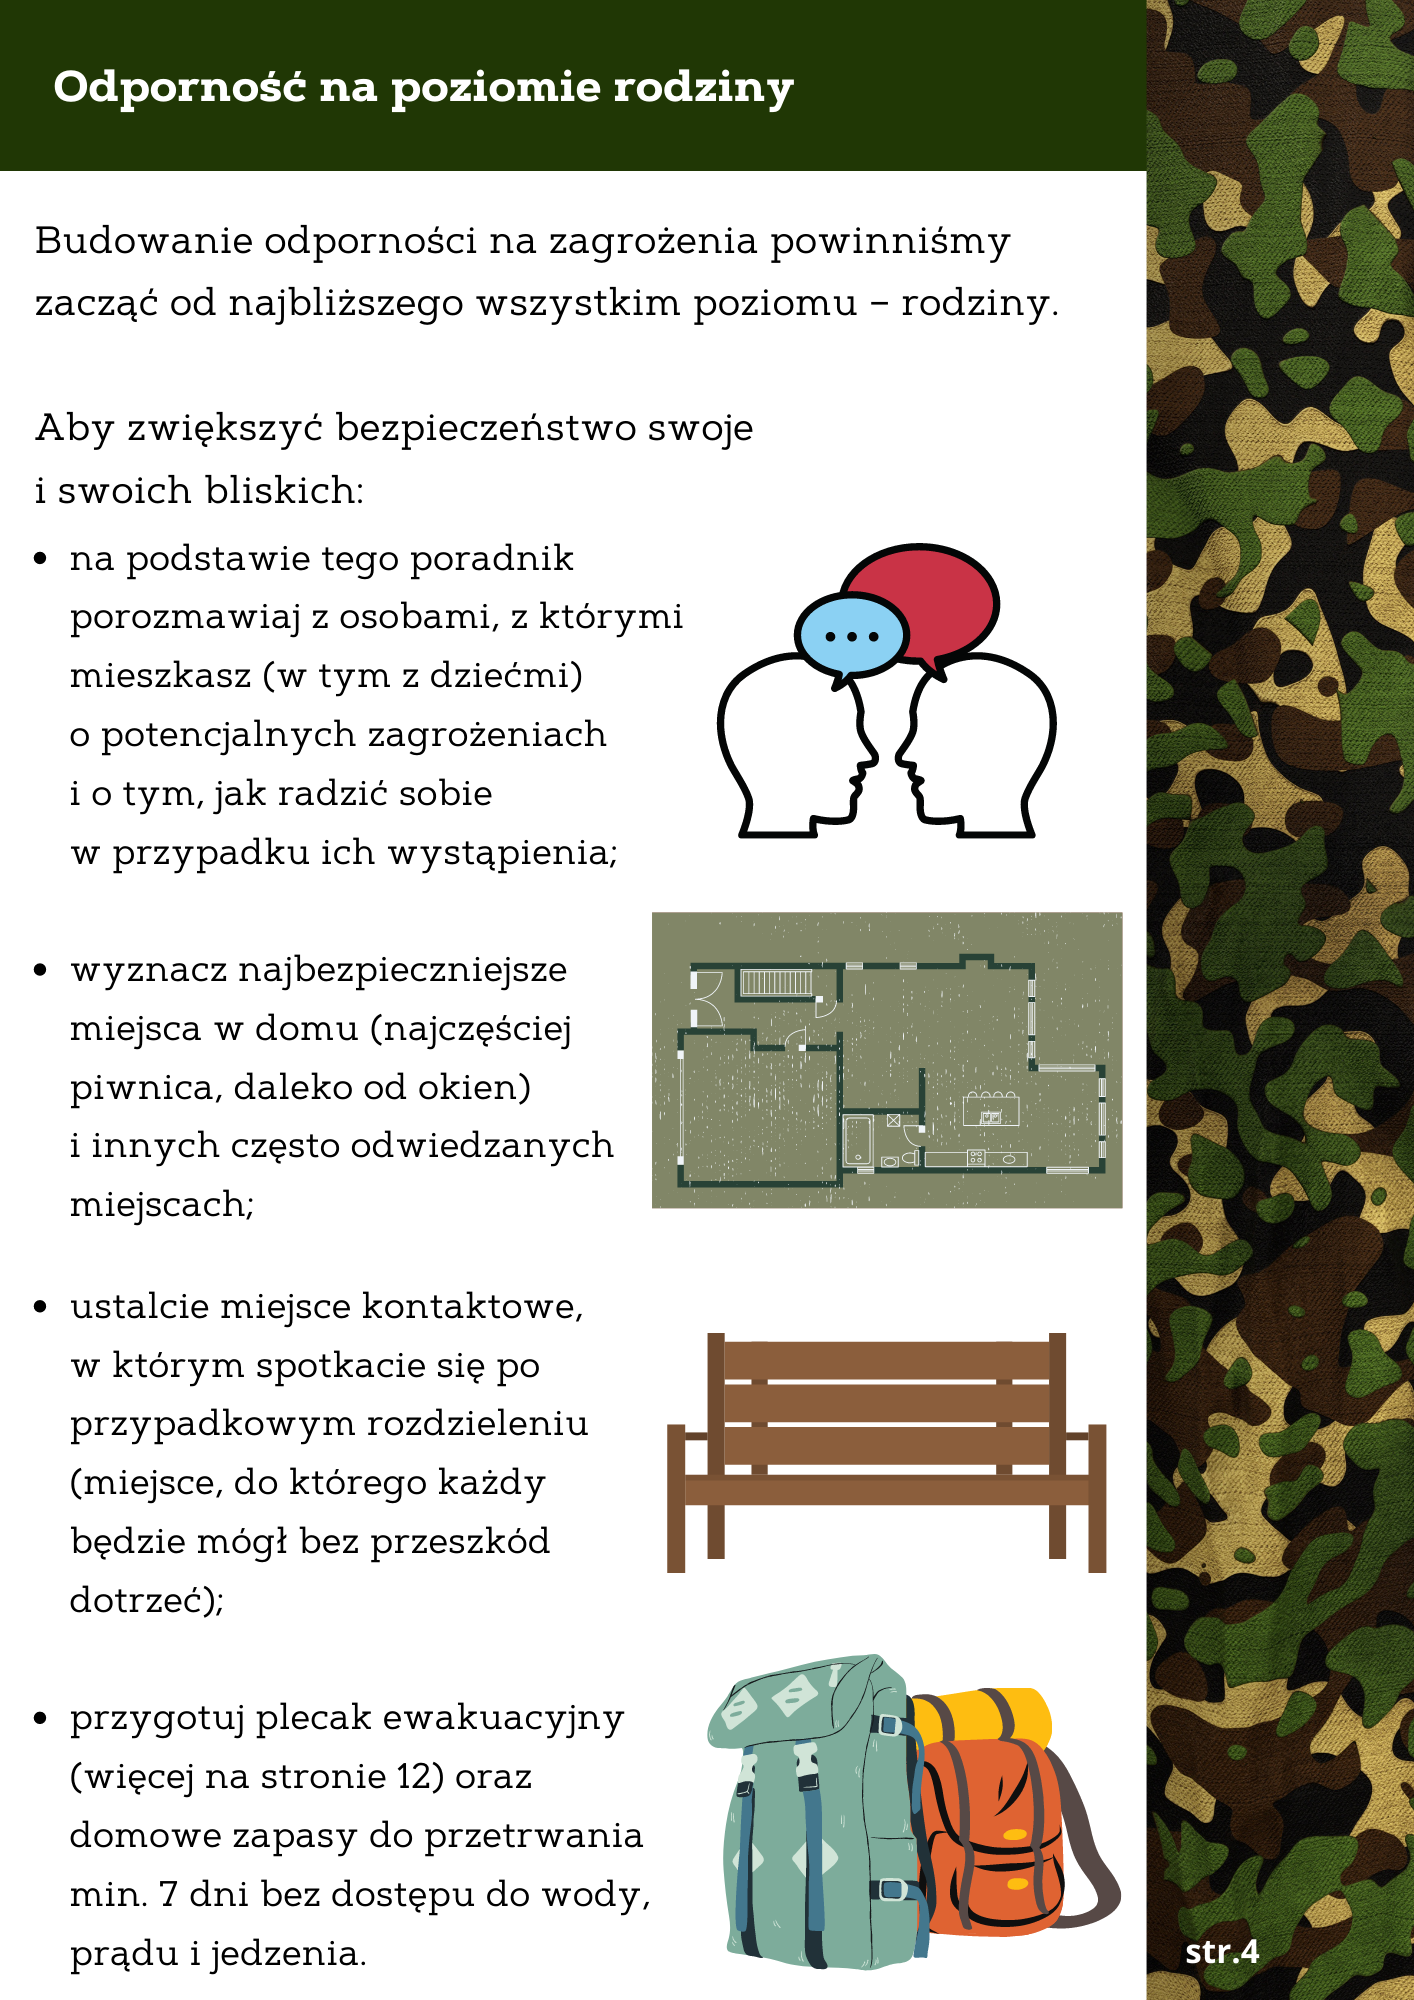 Odporność na poziomie rodziny
Budowanie odporności na zagrożenia powinniśmy
zacząć od najbliższego wszystkim poziomu – rodziny.
Aby zwiększyć bezpieczeństwo swoje
i swoich bliskich:
• na podstawie tego poradnik
porozmawiaj z osobami, z którymi
mieszkasz (w tym z dziećmi)
o potencjalnych zagrożeniach
i o tym, jak radzić sobie
w przypadku ich wystąpienia;
• wyznacz najbezpieczniejsze
miejsca w domu (najczęściej
piwnica, daleko od okien)
i innych często odwiedzanych
miejscach;
• ustalcie miejsce kontaktowe,
w którym spotkacie się po
przypadkowym rozdzieleniu
(miejsce, do którego każdy
będzie mógł bez przeszkód
dotrzeć);
• przygotuj plecak ewakuacyjny
(więcej na stronie 12) oraz
domowe zapasy do przetrwania
min. 7 dni bez dostępu do wody,
prądu i jedzenia.
str.4